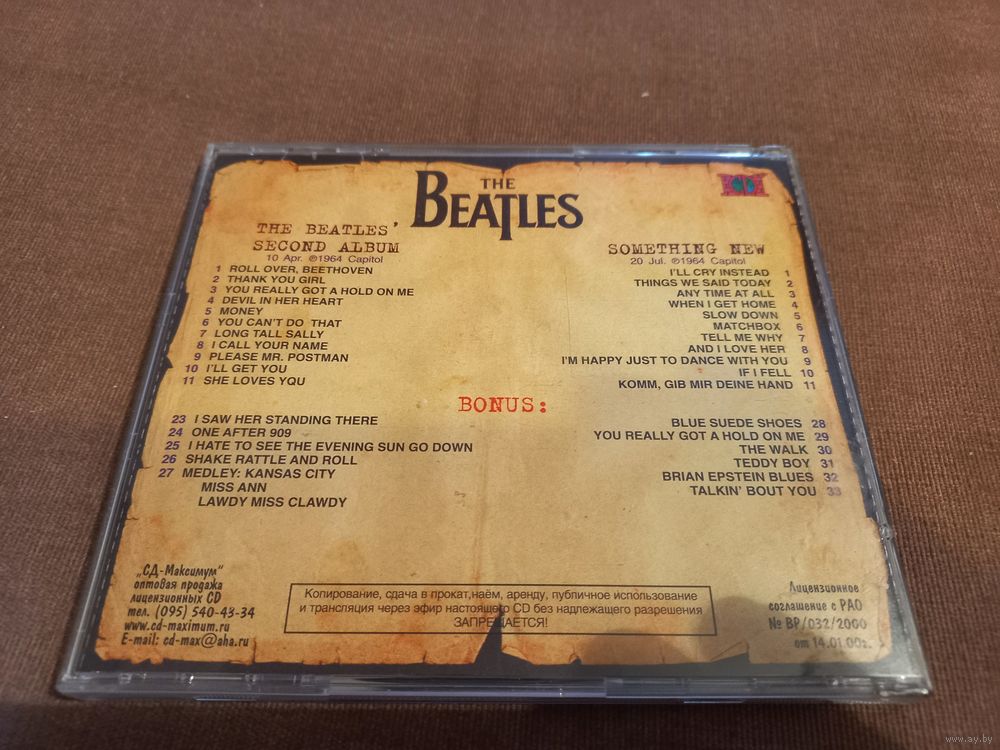 THE
BEATLES
THE BEATLES'
SECOND ALBUM
10 Apr. ℗1964 Capitol
1 ROLL OVER, BEETHOVEN
2 THANK YOU GIRL
3 YOU REALLY GOT A HOLD ON ME
4 DEVIL IN HER HEART
5 MONEY
6 YOU CAN'T DO THAT
7 LONG TALL SALLY
8 I CALL YOUR NAME
9 PLEASE MR. POSTMAN
10 I'LL GET YOU
11 SHE LOVES YOU
SOMETHING NEW
20 Jul. ℗1964 Capitol
I'LL CRY INSTEAD 1
THINGS WE SAID TODAY 2
ANY TIME AT ALL 3
WHEN I GET HOME 4
SLOW DOWN 5
MATCHBOX 6
TELL ME WHY 7
AND I LOVE HER 8
I'M HAPPY JUST TO DANCE WITH YOU 9
IF I FELL 10
KOMM, GIB MIR DEINE HAND 11
BONUS:
23 I SAW HER STANDING THERE
24 ONE AFTER 909
25 I HATE TO SEE THE EVENING SUN GO DOWN
26 SHAKE RATTLE AND ROLL
27 MEDLEY: KANSAS CITY
MISS ANN
LAWDY MISS CLAWDY
BLUE SUEDE SHOES 28
YOU REALLY GOT A HOLD ON ME 29
THE WALK 30
TEDDY BOY 31
BRIAN EPSTEIN BLUES 32
TALKIN' BOUT YOU 33
„СД-Максимум"
оптовая продажа
лицензионных CD
тел. (095) 540-43-34
www.cd-maximum.ru
E-mail: cd-max@aha.ru
Копирование, сдача в прокат,наём, аренду, публичное использование
и трансляция через эфир настоящего CD без надлежащего разрешения
ЗАПРЕЩАЕТСЯ!
Лицензионное
соглашение с РАО
№ ВР/032/2000
от 14.01.00г.
www.ay.by